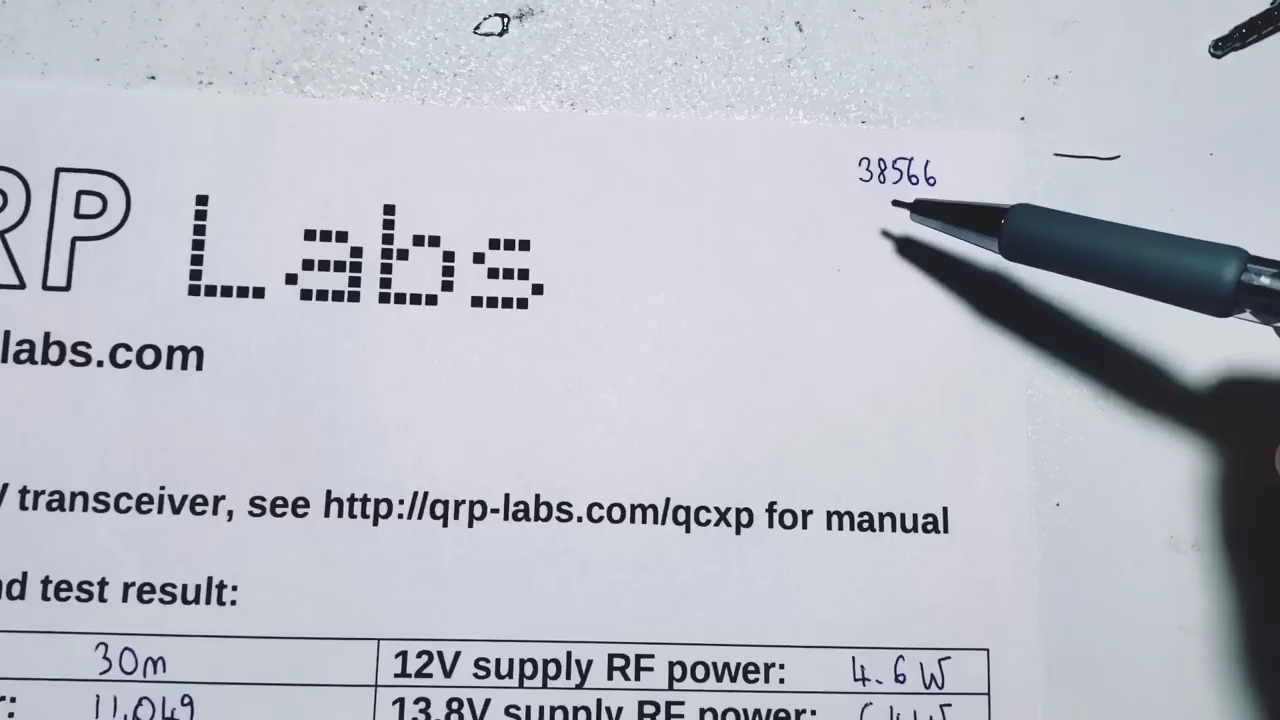 38566
RP Labs
labs.com
transceiver, see http://qrp-labs.com/qcxp for manual
nd test result:
30m 12V supply RF power: 4.6W
11,049 13.8V supply RF power: